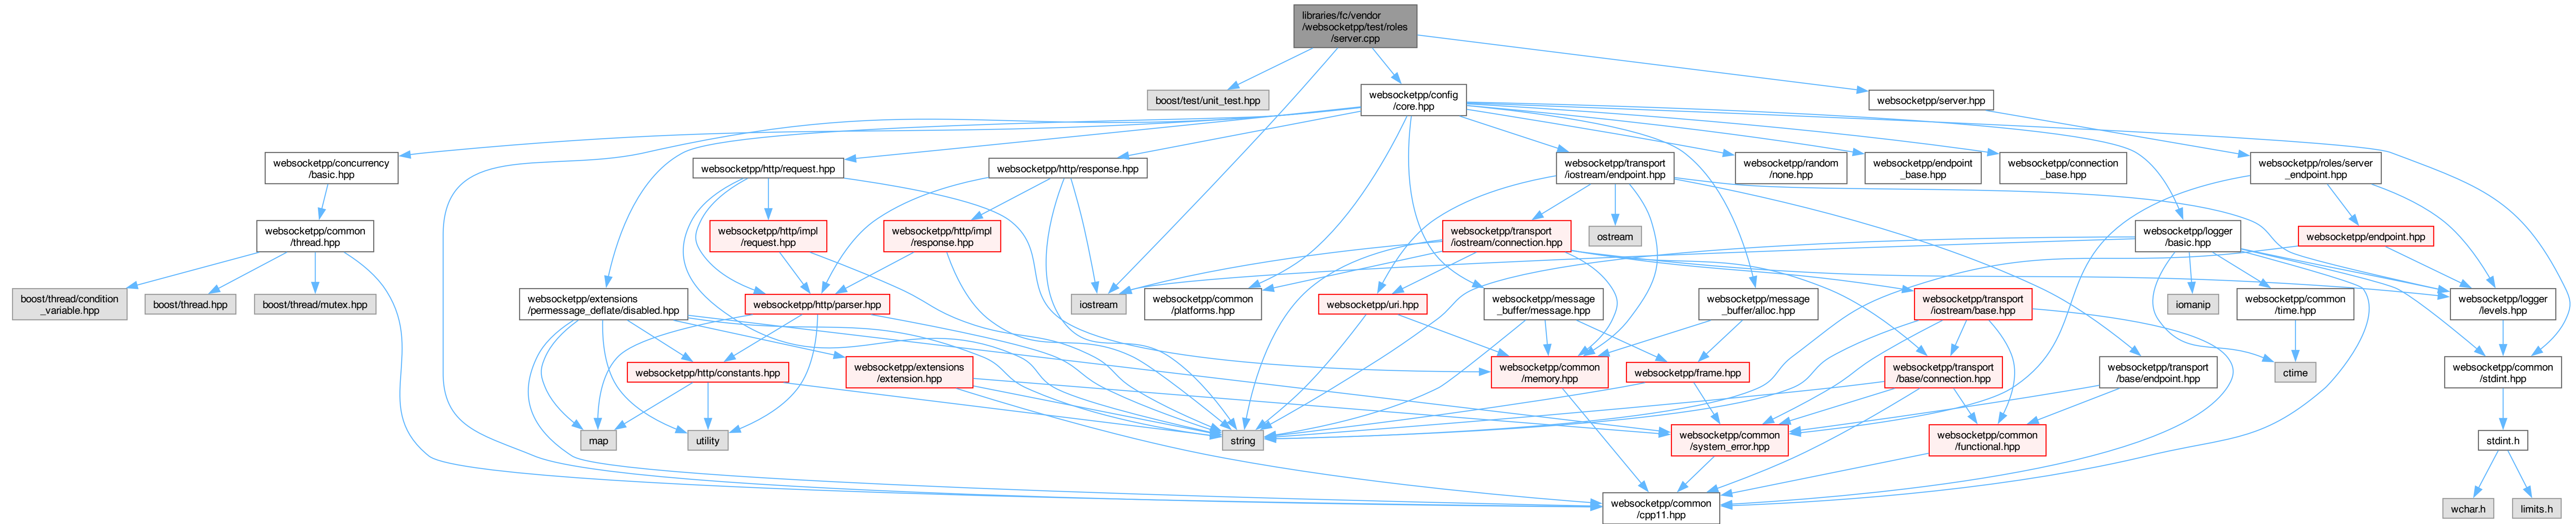 libraries/fc/vendor
/websocketpp/test/roles
/server.cpp
boost/test/unit_test.hpp
websocketpp/config
/core.hpp
websocketpp/server.hpp
websocketpp/concurrency
/basic.hpp
websocketpp/http/request.hpp
websocketpp/http/response.hpp
websocketpp/transport
/iostream/endpoint.hpp
websocketpp/random
/none.hpp
websocketpp/endpoint
_base.hpp
websocketpp/connection
_base.hpp
websocketpp/roles/server
_endpoint.hpp
websocketpp/common
/thread.hpp
websocketpp/http/impl
/request.hpp
websocketpp/http/impl
/response.hpp
websocketpp/transport
/iostream/connection.hpp
ostream
websocketpp/logger
/basic.hpp
websocketpp/endpoint.hpp
boost/thread/condition
_variable.hpp
boost/thread.hpp
boost/thread/mutex.hpp
websocketpp/extensions
/permessage_deflate/disabled.hpp
websocketpp/http/parser.hpp
iostream
websocketpp/common
/platforms.hpp
websocketpp/uri.hpp
websocketpp/message
_buffer/message.hpp
websocketpp/message
_buffer/alloc.hpp
websocketpp/transport
/iostream/base.hpp
iomanip
websocketpp/common
/time.hpp
websocketpp/logger
/levels.hpp
websocketpp/http/constants.hpp
websocketpp/extensions
/extension.hpp
websocketpp/common
/memory.hpp
websocketpp/frame.hpp
websocketpp/transport
/base/connection.hpp
websocketpp/transport
/base/endpoint.hpp
ctime
websocketpp/common
/stdint.hpp
map
utility
string
websocketpp/common
/system_error.hpp
websocketpp/common
/functional.hpp
stdint.h
websocketpp/common
/cpp11.hpp
wchar.h
limits.h